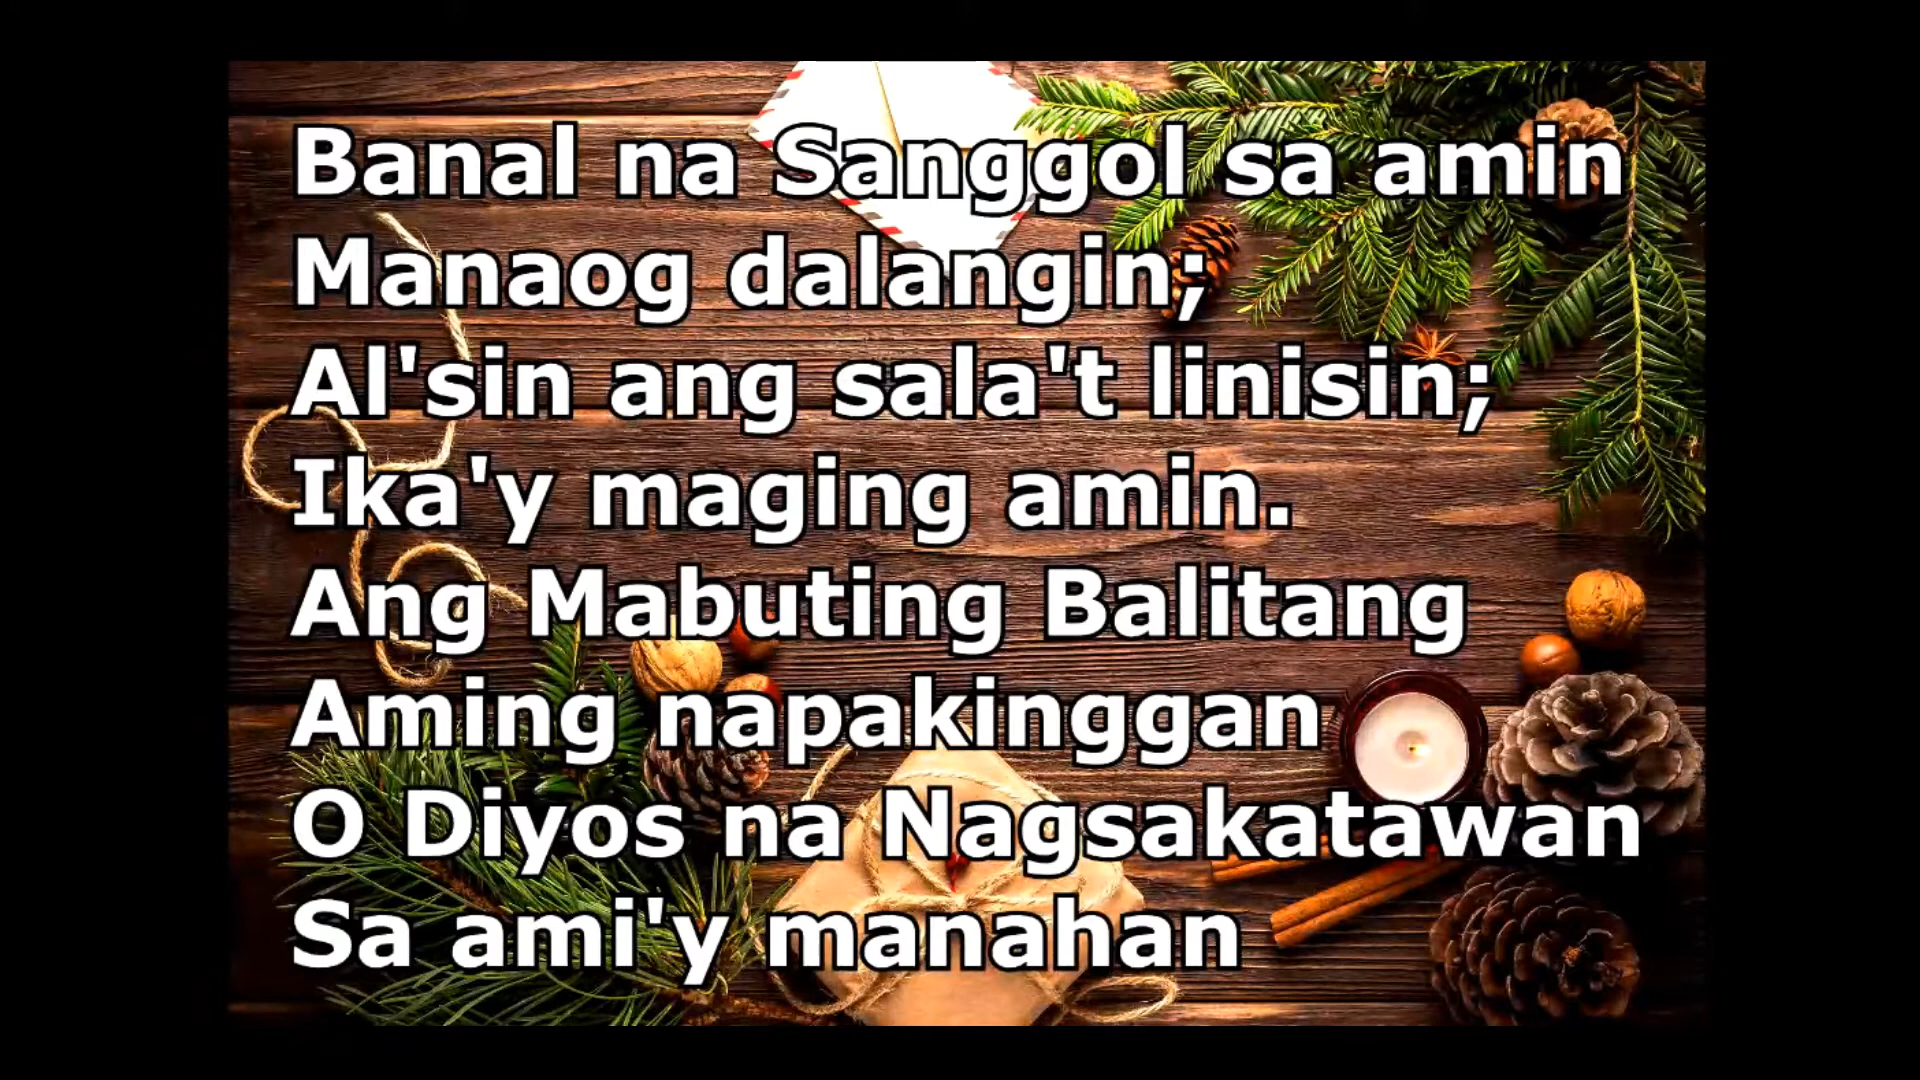 Banal na Sanggol sa amin
Manaog dalangin;
Al'sin ang sala't linisin;
Ika'y maging amin.
Ang Mabuting Balitang
Aming napakinggan
O Diyos na Nagsakatawan
Sa ami'y manahan